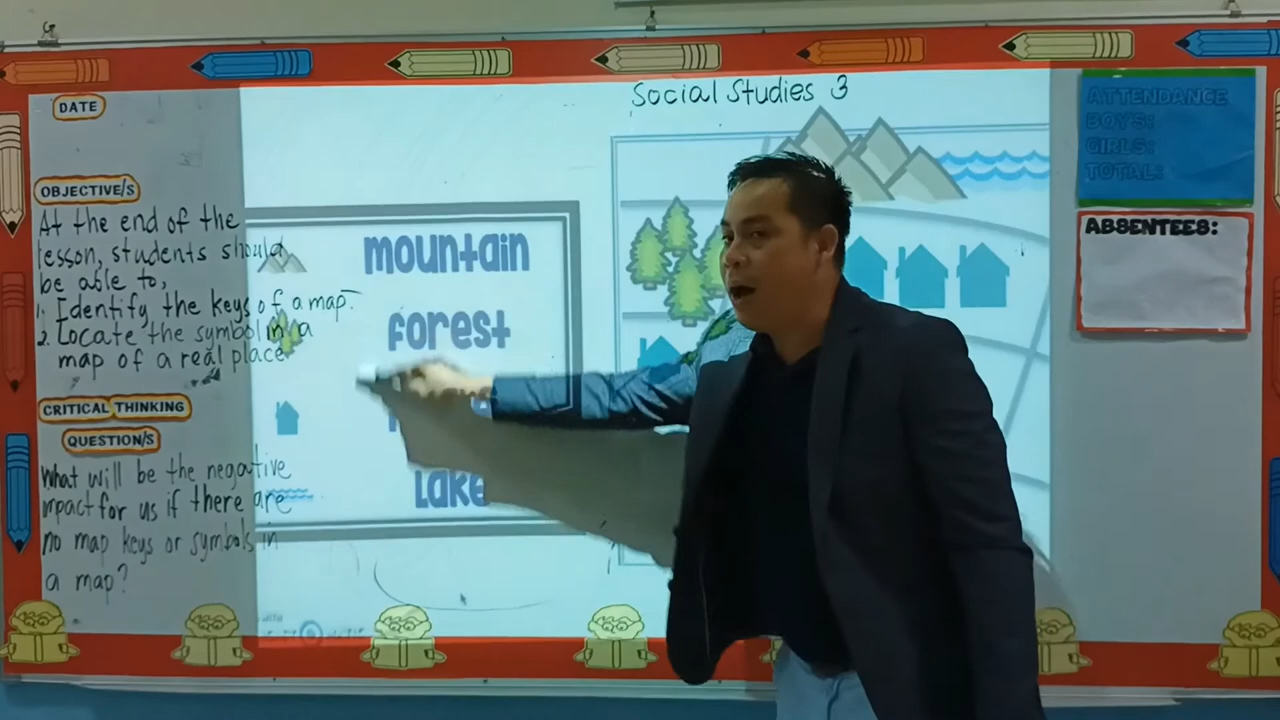 Social Studies 3
DATE
OBJECTIVE/S
At the end of the
lesson, students should
be able to,
1. Identify the keys of a map.
2. Locate the symbol in a
map of a real place
CRITICAL THINKING
QUESTION/S
What will be the negative
impact for us if there are
no map keys or symbols in
a map?
mountain
forest
Lake
ATTENDANCE
BOYS:
GIRLS:
TOTAL:
ABSENTEES: